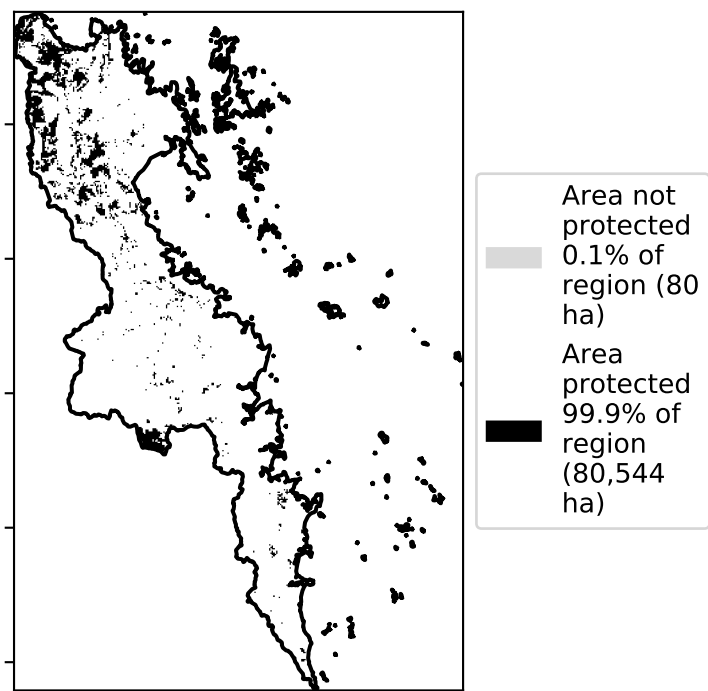 Area not
protected
0.1% of
region (80
ha)
Area
protected
99.9% of
region
(80,544
ha)